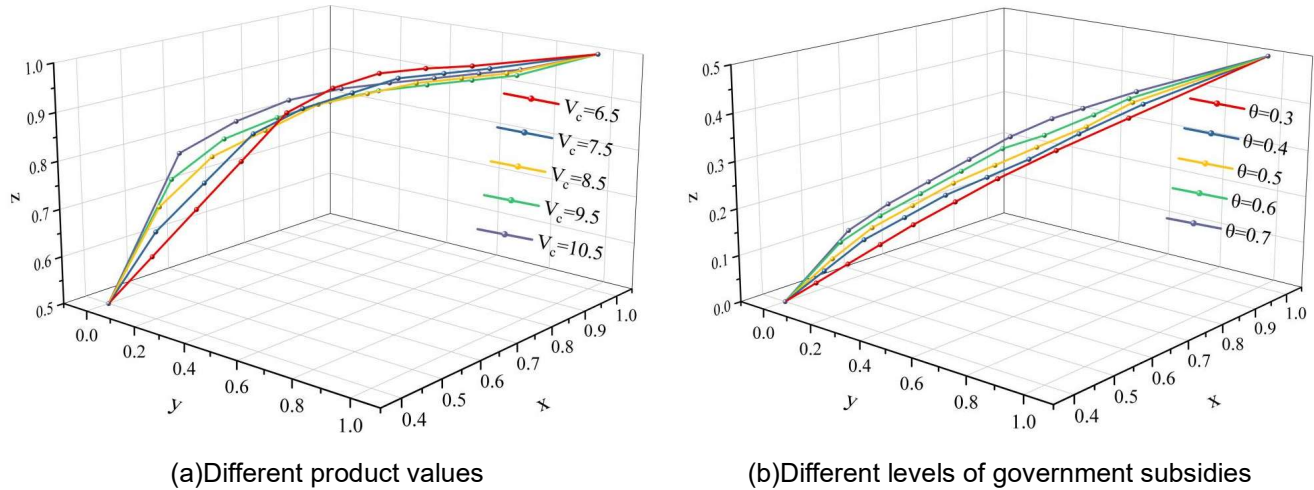 1.0
0.9
0.8
0.7
0.6
0.5
z
0.0
0.2
0.4
0.6
0.8
1.0
y
0.4
0.5
0.6
0.7
0.8
0.9
1.0
x
V_c=6.5
V_c=7.5
V_c=8.5
V_c=9.5
V_c=10.5
(a)Different product values
0.5
0.4
0.3
0.2
0.1
0.0
z
0.0
0.2
0.4
0.6
0.8
1.0
y
0.4
0.5
0.6
0.7
0.8
0.9
1.0
x
θ=0.3
θ=0.4
θ=0.5
θ=0.6
θ=0.7
(b)Different levels of government subsidies